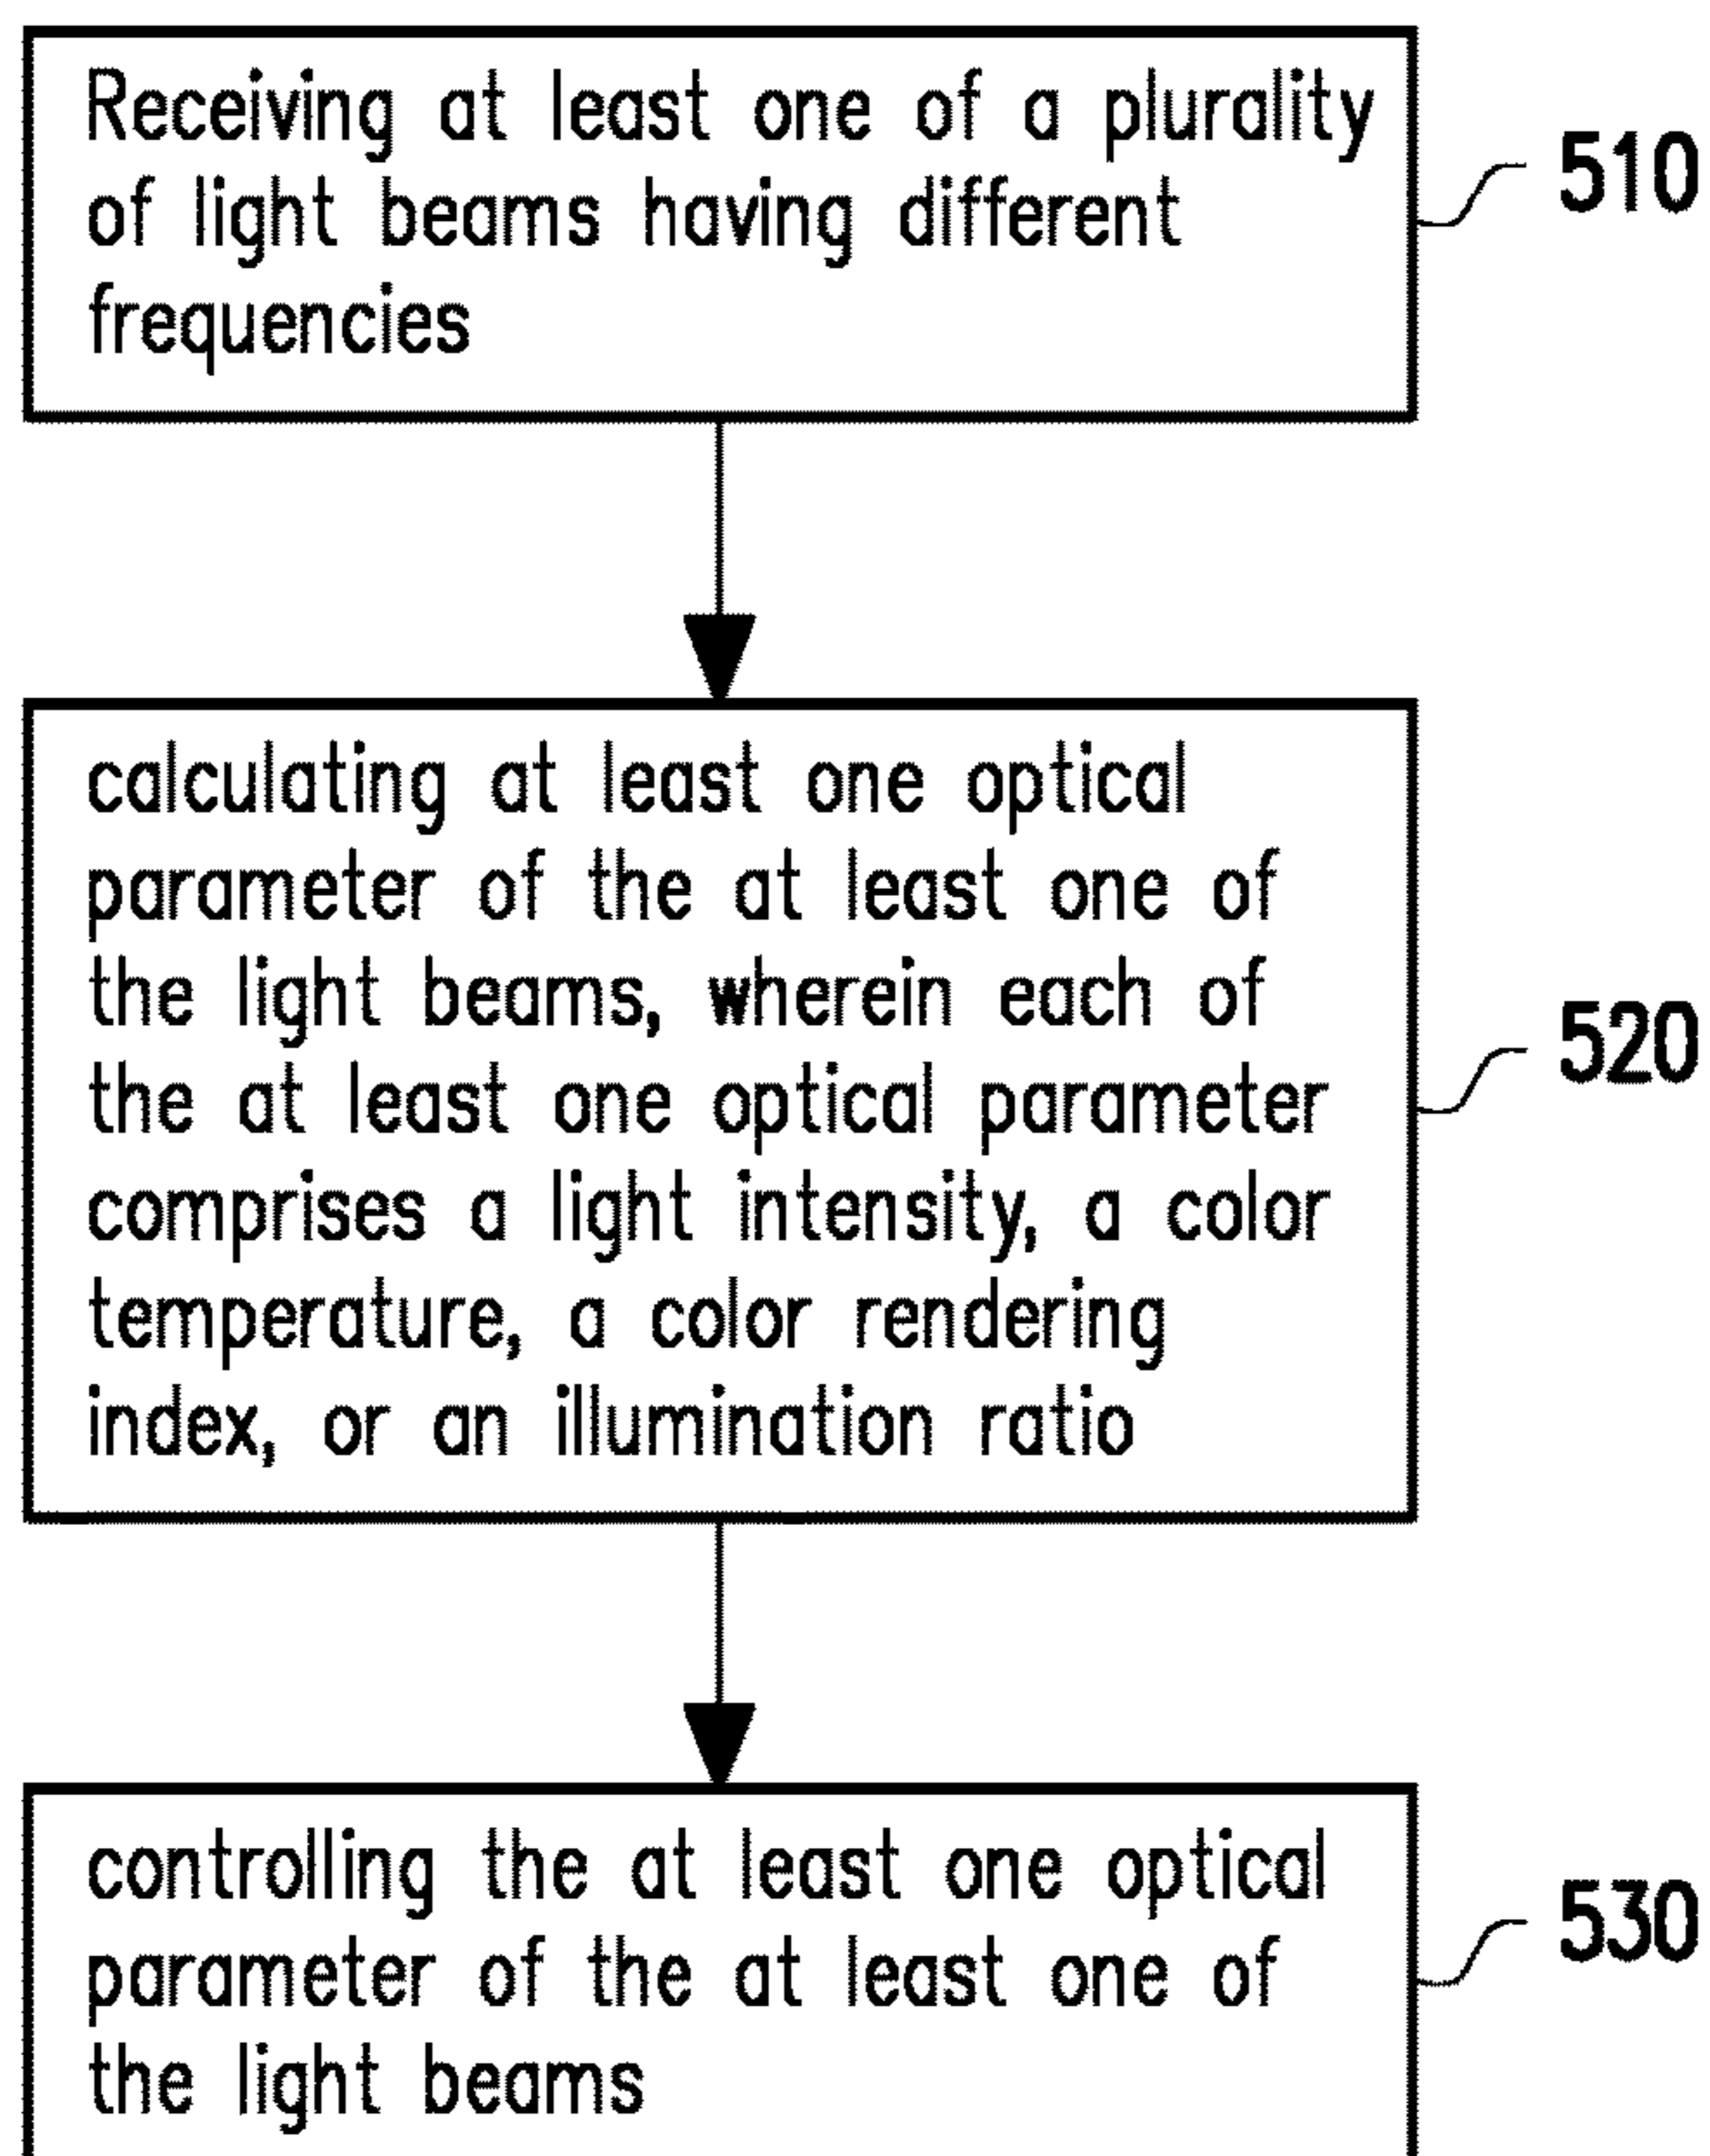 Receiving at least one of a plurality
of light beams having different
frequencies
510
calculating at least one optical
parameter of the at least one of
the light beams, wherein each of
the at least one optical parameter
comprises a light intensity, a color
temperature, a color rendering
index, or an illumination ratio
520
controlling the at least one optical
parameter of the at least one of
the light beams
530